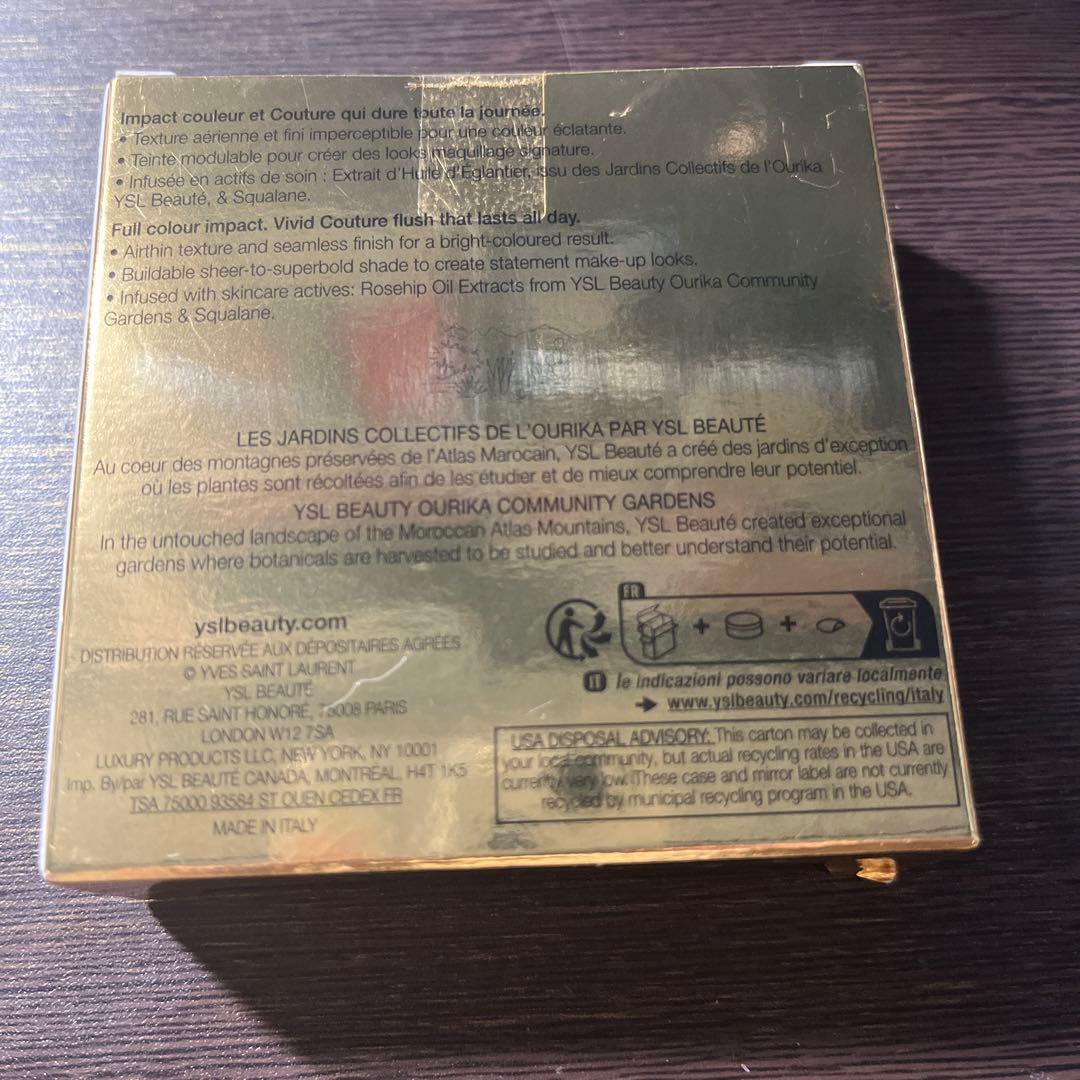 Impact couleur et Couture qui dure toute la journée.
• Texture aérienne et fini imperceptible pour une couleur éclatante.
• Teinte modulable pour créer des looks maquillage signature.
• Infusée en actifs de soin : Extrait d'Huile d'Églantier, issu des Jardins Collectifs de l'Ourika
YSL Beauté, & Squalane.
Full colour impact. Vivid Couture flush that lasts all day.
• Airthin texture and seamless finish for a bright-coloured result.
• Buildable sheer-to-superbold shade to create statement make-up looks.
• Infused with skincare actives: Rosehip Oil Extracts from YSL Beauty Ourika Community
Gardens & Squalane.
LES JARDINS COLLECTIFS DE L'OURIKA PAR YSL BEAUTÉ
Au coeur des montagnes préservées de l'Atlas Marocain, YSL Beauté a créé des jardins d'exception
où les plantes sont récoltées afin de les étudier et de mieux comprendre leur potentiel.
YSL BEAUTY OURIKA COMMUNITY GARDENS
In the untouched landscape of the Moroccan Atlas Mountains, YSL Beauté created exceptional
gardens where botanicals are harvested to be studied and better understand their potential.
yslbeauty.com
DISTRIBUTION RÉSERVÉE AUX DÉPOSITAIRES AGRÉÉS
© YVES SAINT LAURENT
YSL BEAUTÉ
281, RUE SAINT HONORÉ, 75008 PARIS
LONDON W12 7SA
LUXURY PRODUCTS LLC, NEW YORK, NY 10001
Imp. By/par YSL BEAUTÉ CANADA, MONTRÉAL, H4T 1K5
TSA 75000 93584 ST OUEN CEDEX FR
MADE IN ITALY
FR
+ +
IT le indicazioni possono variare localmente
➔ www.yslbeauty.com/recycling/italy
USA DISPOSAL ADVISORY: This carton may be collected in
your local community, but actual recycling rates in the USA are
currently very low. These case and mirror label are not currently
recycled by municipal recycling program in the USA.